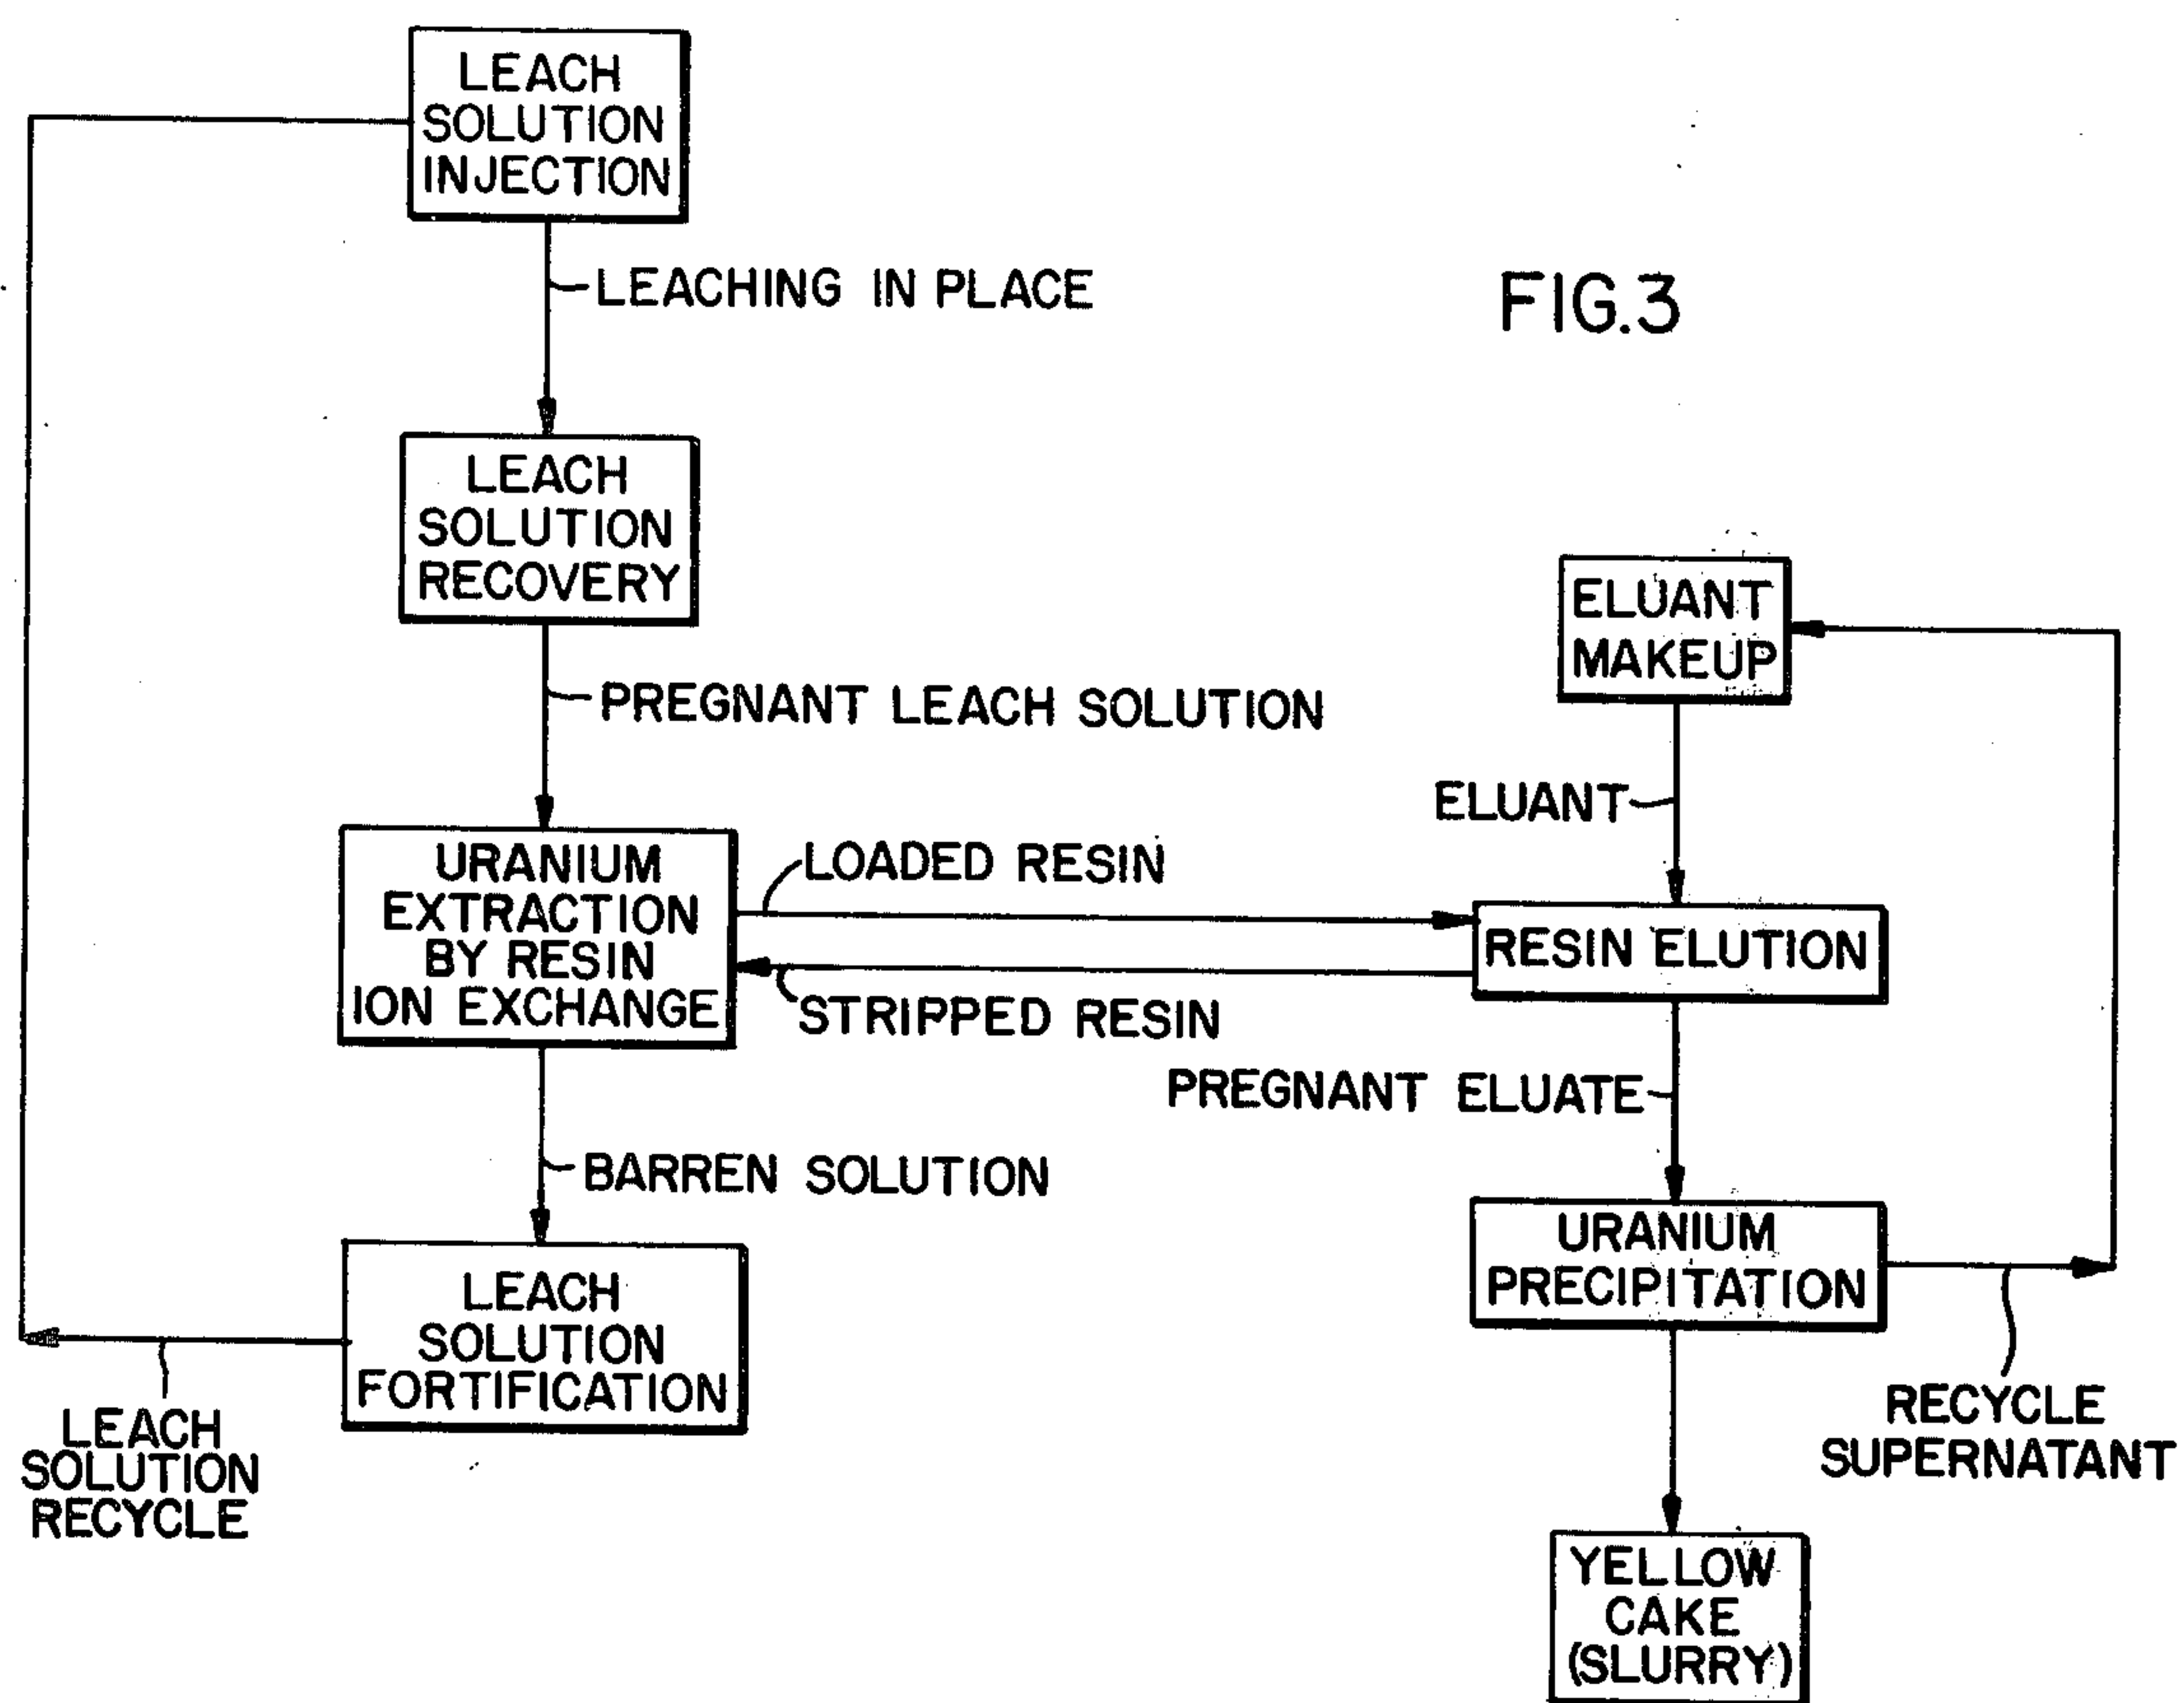 LEACH
SOLUTION
INJECTION
LEACHING IN PLACE
FIG.3
LEACH
SOLUTION
RECOVERY
PREGNANT LEACH SOLUTION
ELUANT
MAKEUP
ELUANT
URANIUM
EXTRACTION
BY RESIN
ION EXCHANGE
LOADED RESIN
STRIPPED RESIN
RESIN ELUTION
PREGNANT ELUATE
BARREN SOLUTION
URANIUM
PRECIPITATION
LEACH
SOLUTION
FORTIFICATION
LEACH
SOLUTION
RECYCLE
RECYCLE
SUPERNATANT
YELLOW
CAKE
(SLURRY)